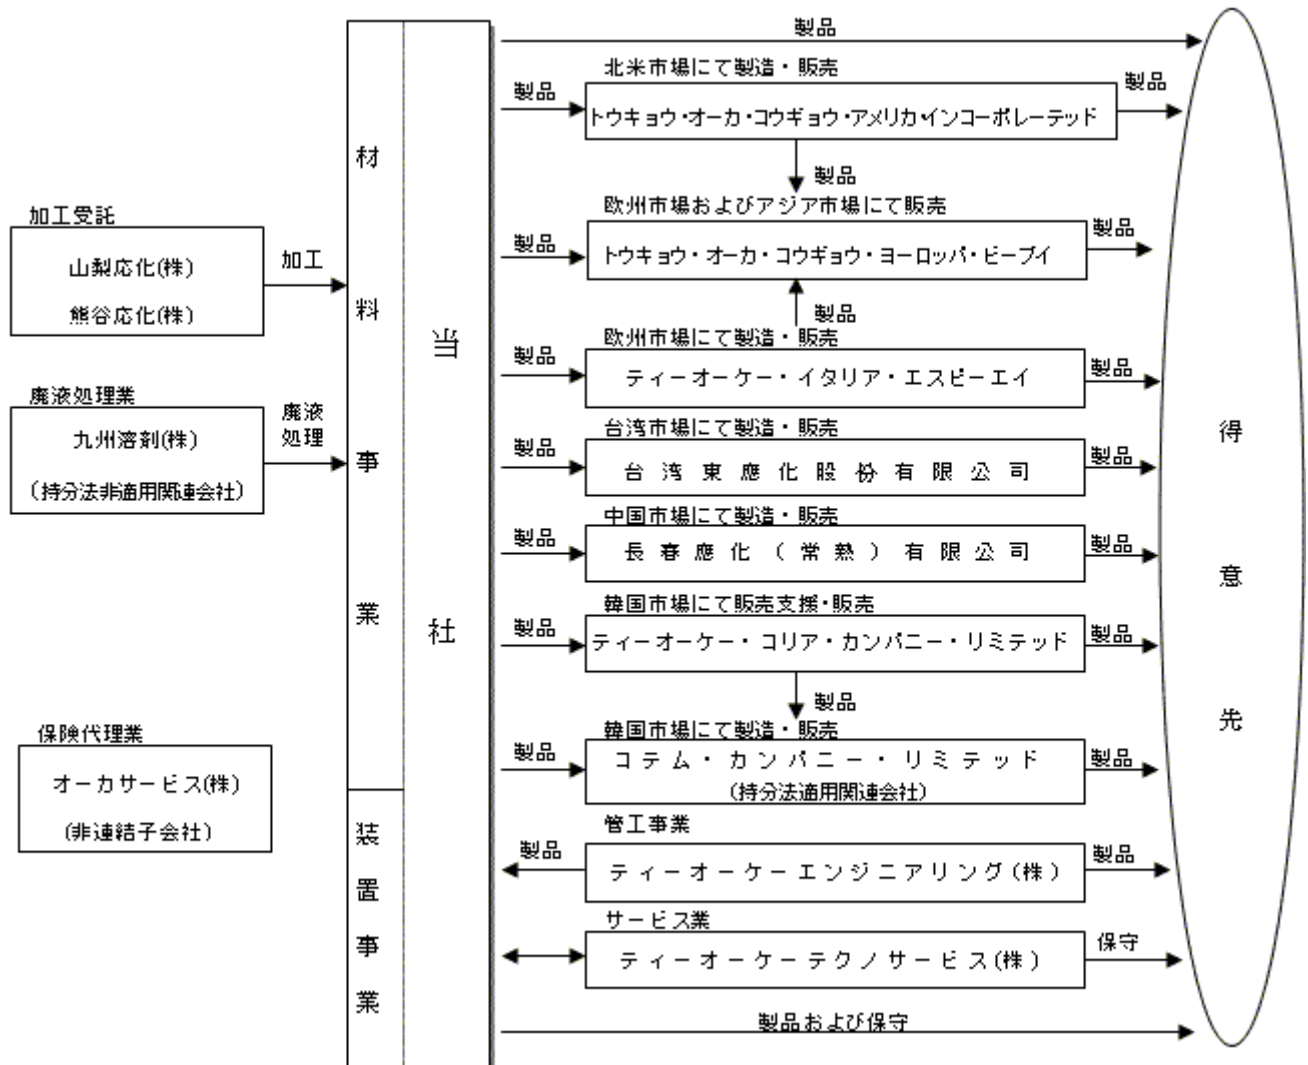 製品
北米市場にて製造・販売
製品
トウキョウ・オーカ・コウギョウ・アメリカ・インコーポレーテッド
製品
製品
欧州市場およびアジア市場にて販売
製品
トウキョウ・オーカ・コウギョウ・ヨーロッパ・ビーブイ
製品
製品
欧州市場にて製造・販売
製品
ティーオーケー・イタリア・エスピーエイ
製品
台湾市場にて製造・販売
製品
台湾東應化股份有限公司
製品
中国市場にて製造・販売
製品
長春應化（常熟）有限公司
製品
韓国市場にて販売支援・販売
製品
ティーオーケー・コリア・カンパニー・リミテッド
製品
製品
韓国市場にて製造・販売
製品
コテム・カンパニー・リミテッド
(持分法適用関連会社)
製品
管工事業
製品
ティーオーケーエンジニアリング(株)
製品
サービス業
ティーオーケーテクノサービス(株)
保守
製品および保守
加工受託
山梨応化(株)
熊谷応化(株)
加工
廃液処理業
九州溶剤(株)
(持分法非適用関連会社)
廃液
処理
保険代理業
オーカサービス(株)
(非連結子会社)
材料事業
装置事業
当社
得意先